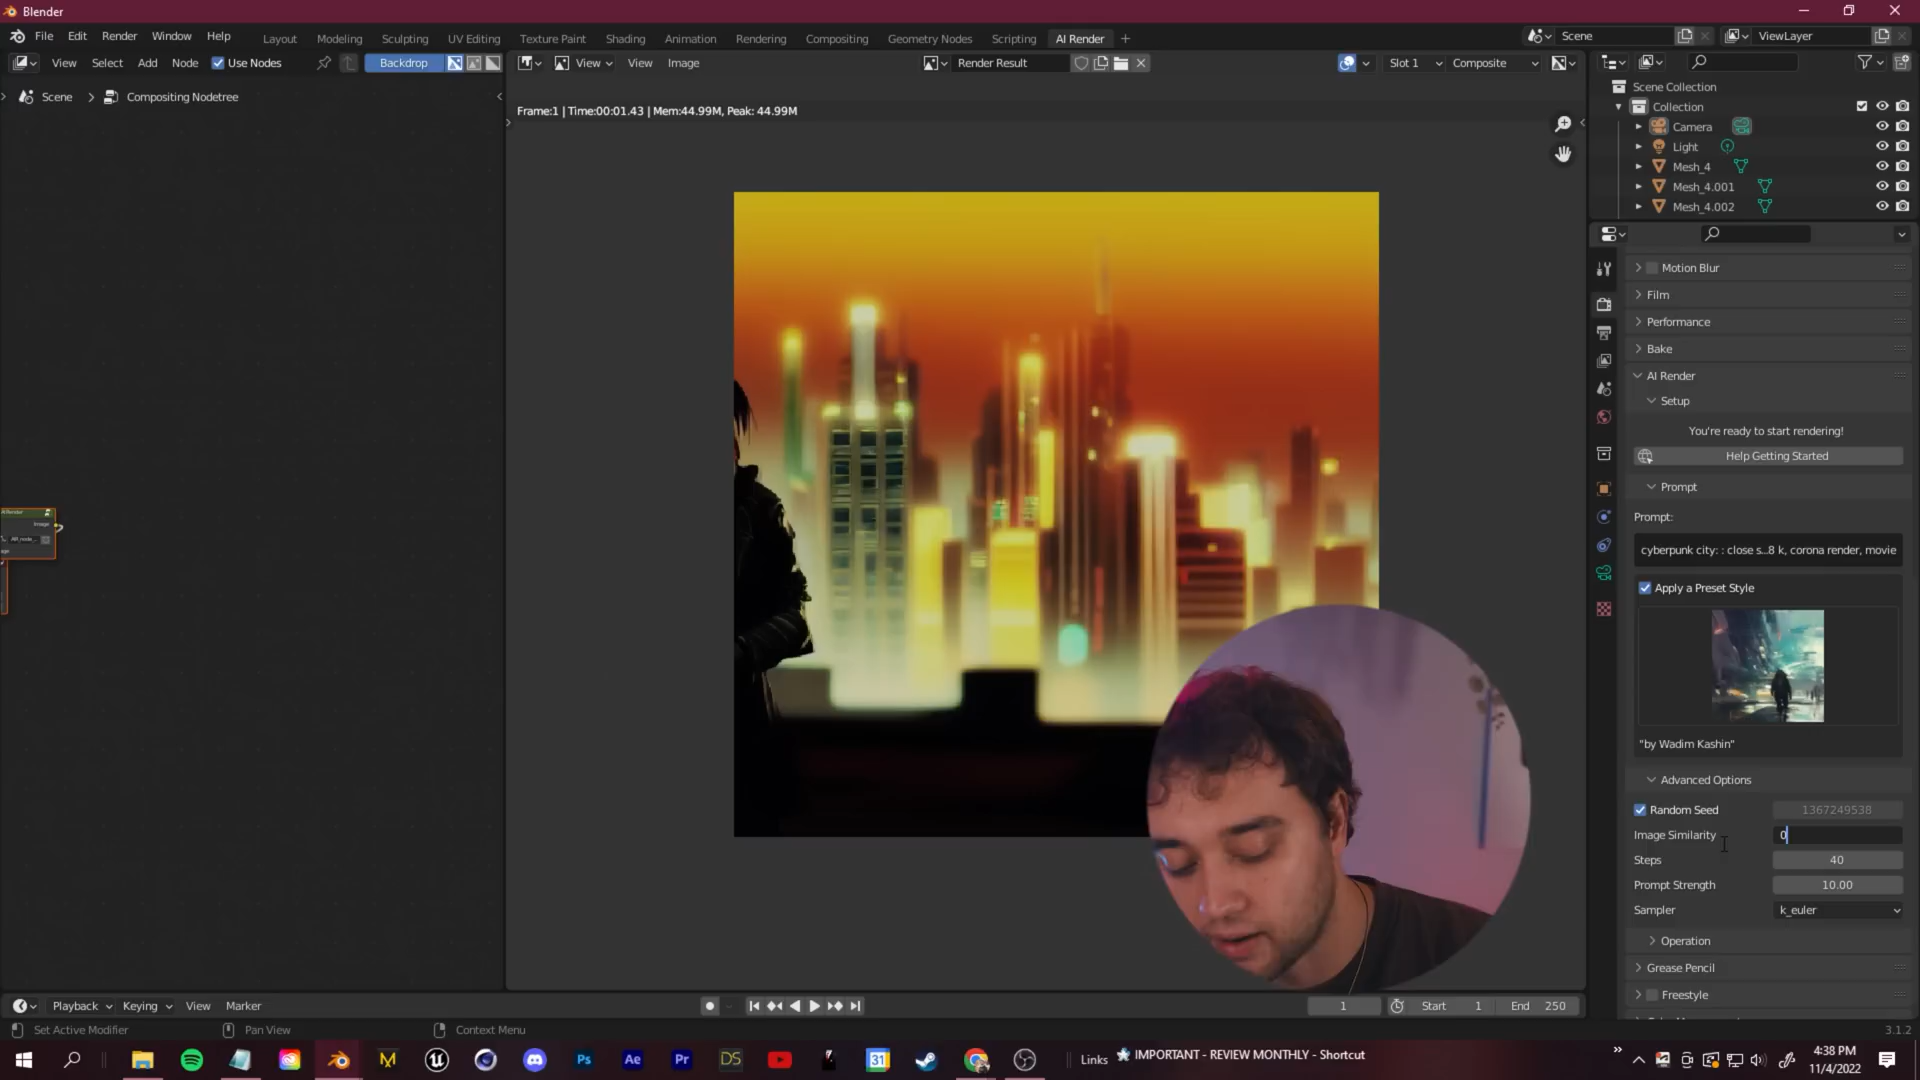 Blender
File Edit Render Window Help
Layout Modeling Sculpting UV Editing Texture Paint Shading Animation Rendering Compositing Geometry Nodes Scripting AI Render +
Scene
ViewLayer
View Select Add Node Use Nodes
Backdrop
View View Image
Render Result
Slot 1
Composite
Scene > Compositing Nodetree
Frame:1 | Time:00:01.43 | Mem:44.99M, Peak: 44.99M
Scene Collection
Collection
Camera
Light
Mesh_4
Mesh_4.001
Mesh_4.002
Motion Blur
Film
Performance
Bake
AI Render
Setup
You're ready to start rendering!
Help Getting Started
Prompt
Prompt:
cyberpunk city: : close s...8 k, corona render, movie
Apply a Preset Style
"by Wadim Kashin"
Advanced Options
Random Seed 1367249538
Image Similarity 0
Steps 40
Prompt Strength 10.00
Sampler k_euler
Operation
Grease Pencil
Freestyle
Image
Playback Keying View Marker
1 Start 1 End 250
Set Active Modifier Pan View Context Menu
3.1.2
Ps Ae Pr DS 31
Links IMPORTANT - REVIEW MONTHLY - Shortcut
4:38 PM
11/4/2022